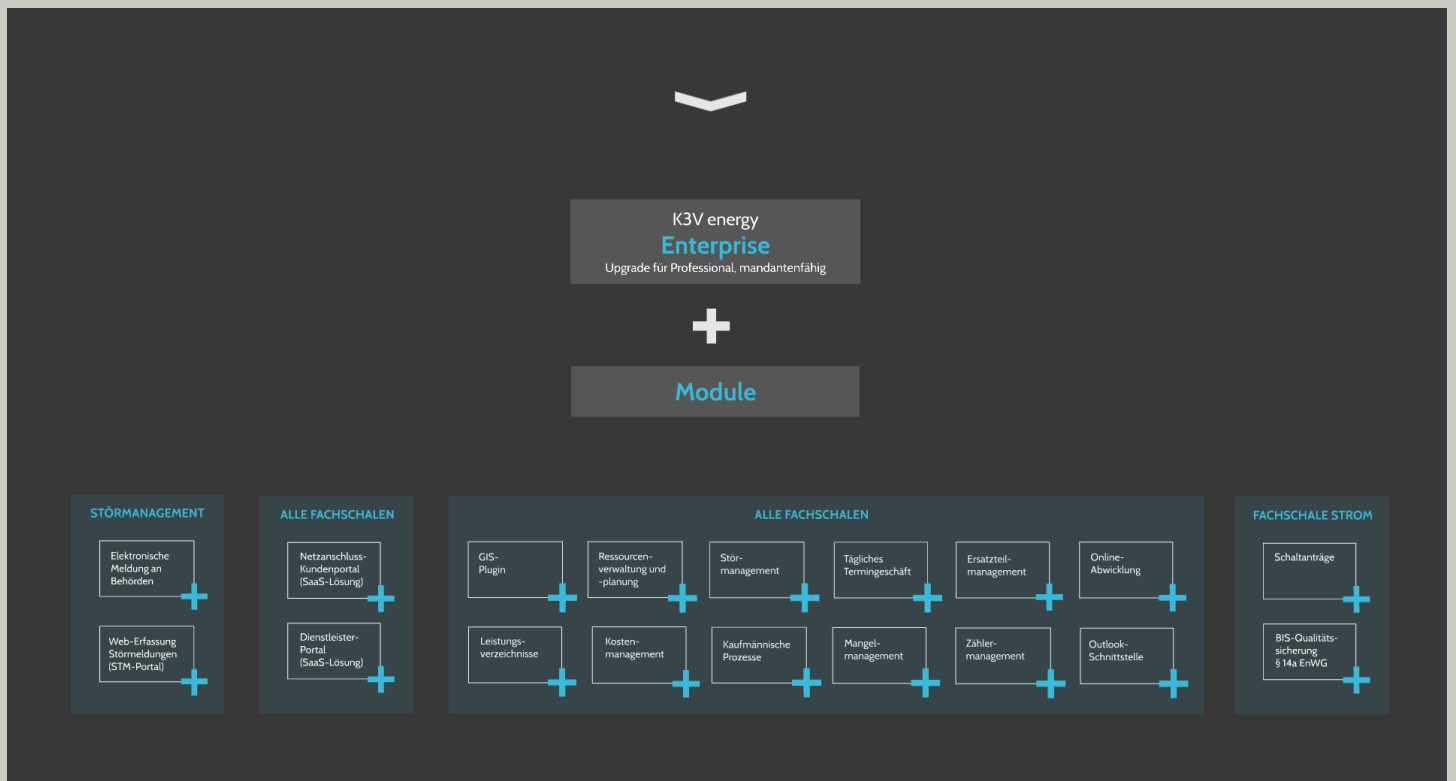 K3V energy
Enterprise
Upgrade für Professional, mandantenfähig
Module
STÖRMANAGEMENT
Elektronische
Meldung an
Behörden
Web-Erfassung
Störmeldungen
(STM-Portal)
ALLE FACHSCHALEN
Netzanschluss-
Kundenportal
(SaaS-Lösung)
Dienstleister-
Portal
(SaaS-Lösung)
ALLE FACHSCHALEN
GIS-
Plugin
Ressourcen-
verwaltung und
-planung
Stör-
management
Tägliches
Termingeschäft
Ersatzteil-
management
Online-
Abwicklung
Leistungs-
verzeichnisse
Kosten-
management
Kaufmännische
Prozesse
Mangel-
management
Zähler-
management
Outlook-
Schnittstelle
FACHSCHALE STROM
Schaltanträge
BIS-Qualitäts-
sicherung
§ 14a EnWG